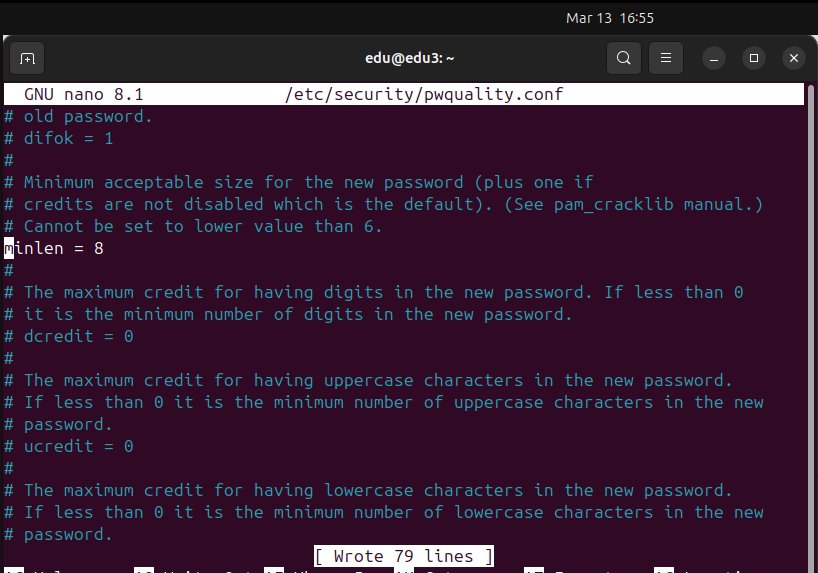 Mar 13 16:55
edu@edu3: ~
GNU nano 8.1 /etc/security/pwquality.conf
# old password.
# difok = 1
#
# Minimum acceptable size for the new password (plus one if
# credits are not disabled which is the default). (See pam_cracklib manual.)
# Cannot be set to lower value than 6.
minlen = 8
#
# The maximum credit for having digits in the new password. If less than 0
# it is the minimum number of digits in the new password.
# dcredit = 0
#
# The maximum credit for having uppercase characters in the new password.
# If less than 0 it is the minimum number of uppercase characters in the new
# password.
# ucredit = 0
#
# The maximum credit for having lowercase characters in the new password.
# If less than 0 it is the minimum number of lowercase characters in the new
# password.
[ Wrote 79 lines ]